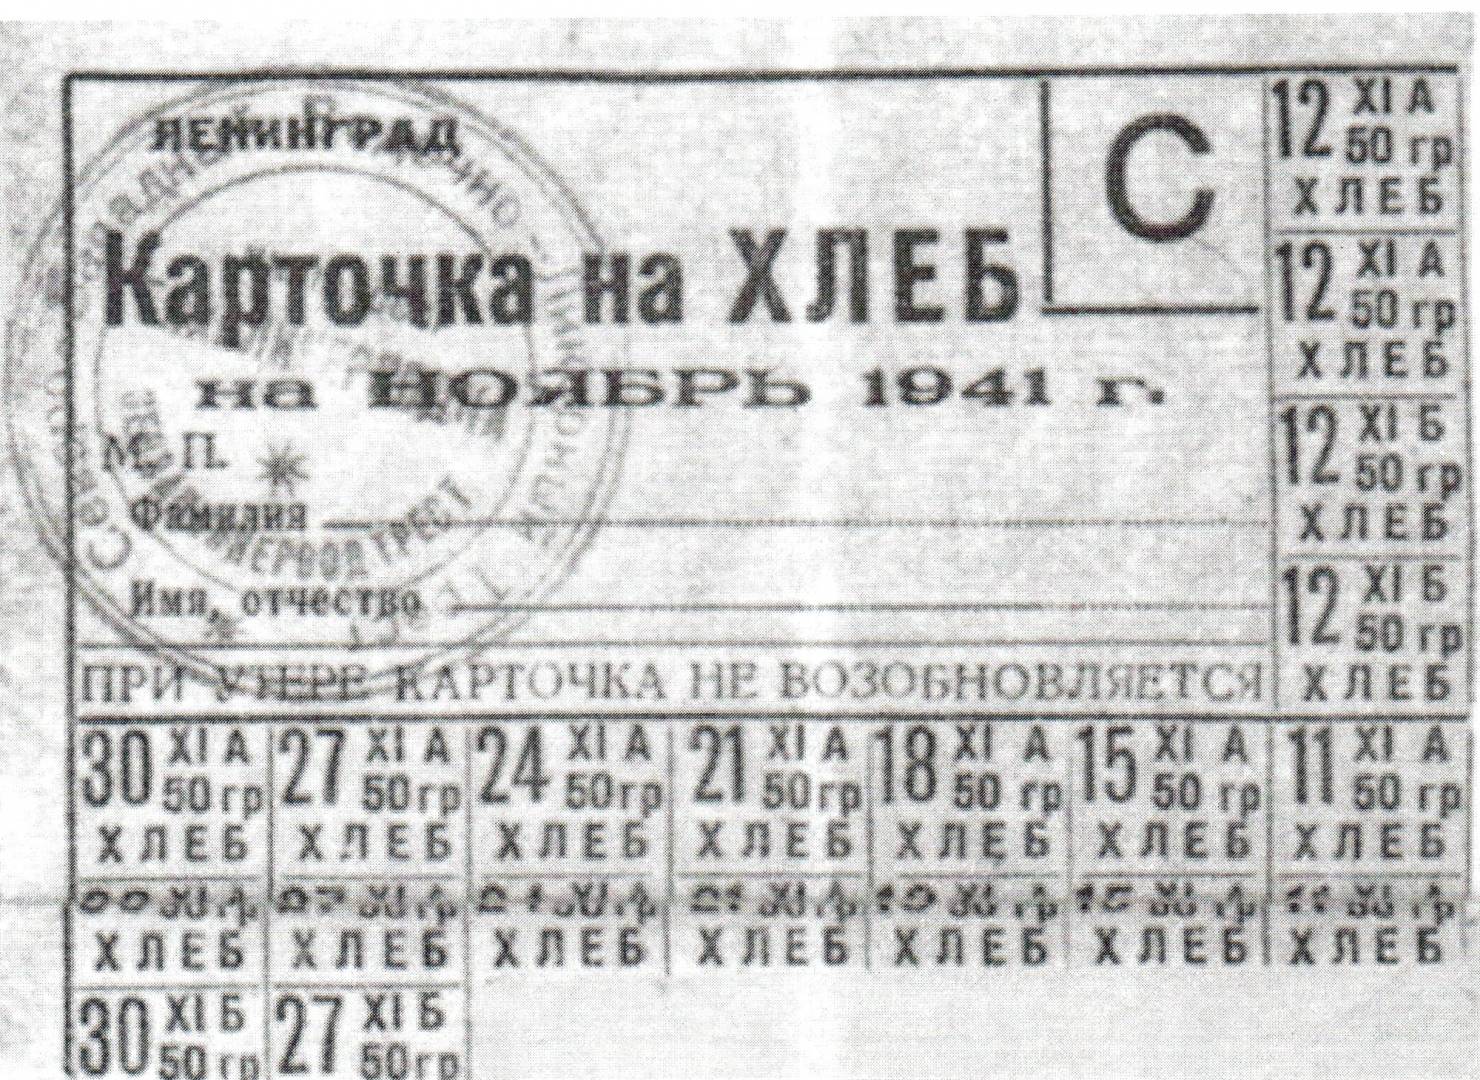 ЛЕНИНГРАД
Карточка на ХЛЕБ
С
на НОЯБРЬ 1941 г.
М. П.
Фамилия
Имя, отчество
ПРИ УТЕРЕ КАРТОЧКА НЕ ВОЗОБНОВЛЯЕТСЯ
12 XI А
50 гр
ХЛЕБ
12 XI А
50 гр
ХЛЕБ
12 XI Б
50 гр
ХЛЕБ
12 XI Б
50 гр
ХЛЕБ
30 XI А 27 XI А 24 XI А 21 XI А 18 XI А 15 XI А 11 XI А
50 гр 50 гр 50 гр 50 гр 50 гр 50 гр 50 гр
ХЛЕБ ХЛЕБ ХЛЕБ ХЛЕБ ХЛЕБ ХЛЕБ ХЛЕБ
ХЛЕБ ХЛЕБ ХЛЕБ ХЛЕБ ХЛЕБ ХЛЕБ ХЛЕБ
30 XI Б 27 XI Б
50 гр 50 гр
ТРЕСТ